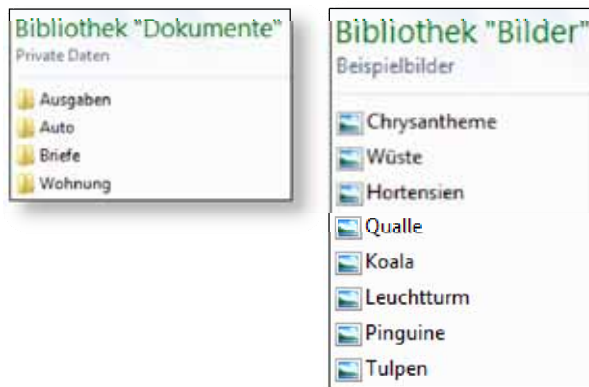 Bibliothek "Dokumente"
Private Daten
Ausgaben
Auto
Briefe
Wohnung
Bibliothek "Bilder"
Beispielbilder
Chrysantheme
Wüste
Hortensien
Qualle
Koala
Leuchtturm
Pinguine
Tulpen